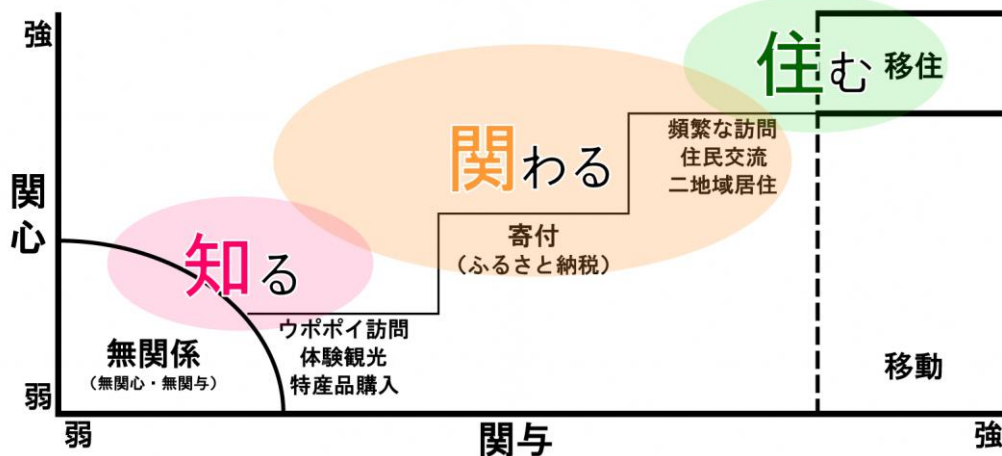 強
住む
移住
頻繁な訪問
住民交流
二地域居住
関わる
関心
寄付
(ふるさと納税)
知る
ウポポイ訪問
体験観光
特産品購入
無関係
(無関心・無関与)
移動
弱
弱
関与
強